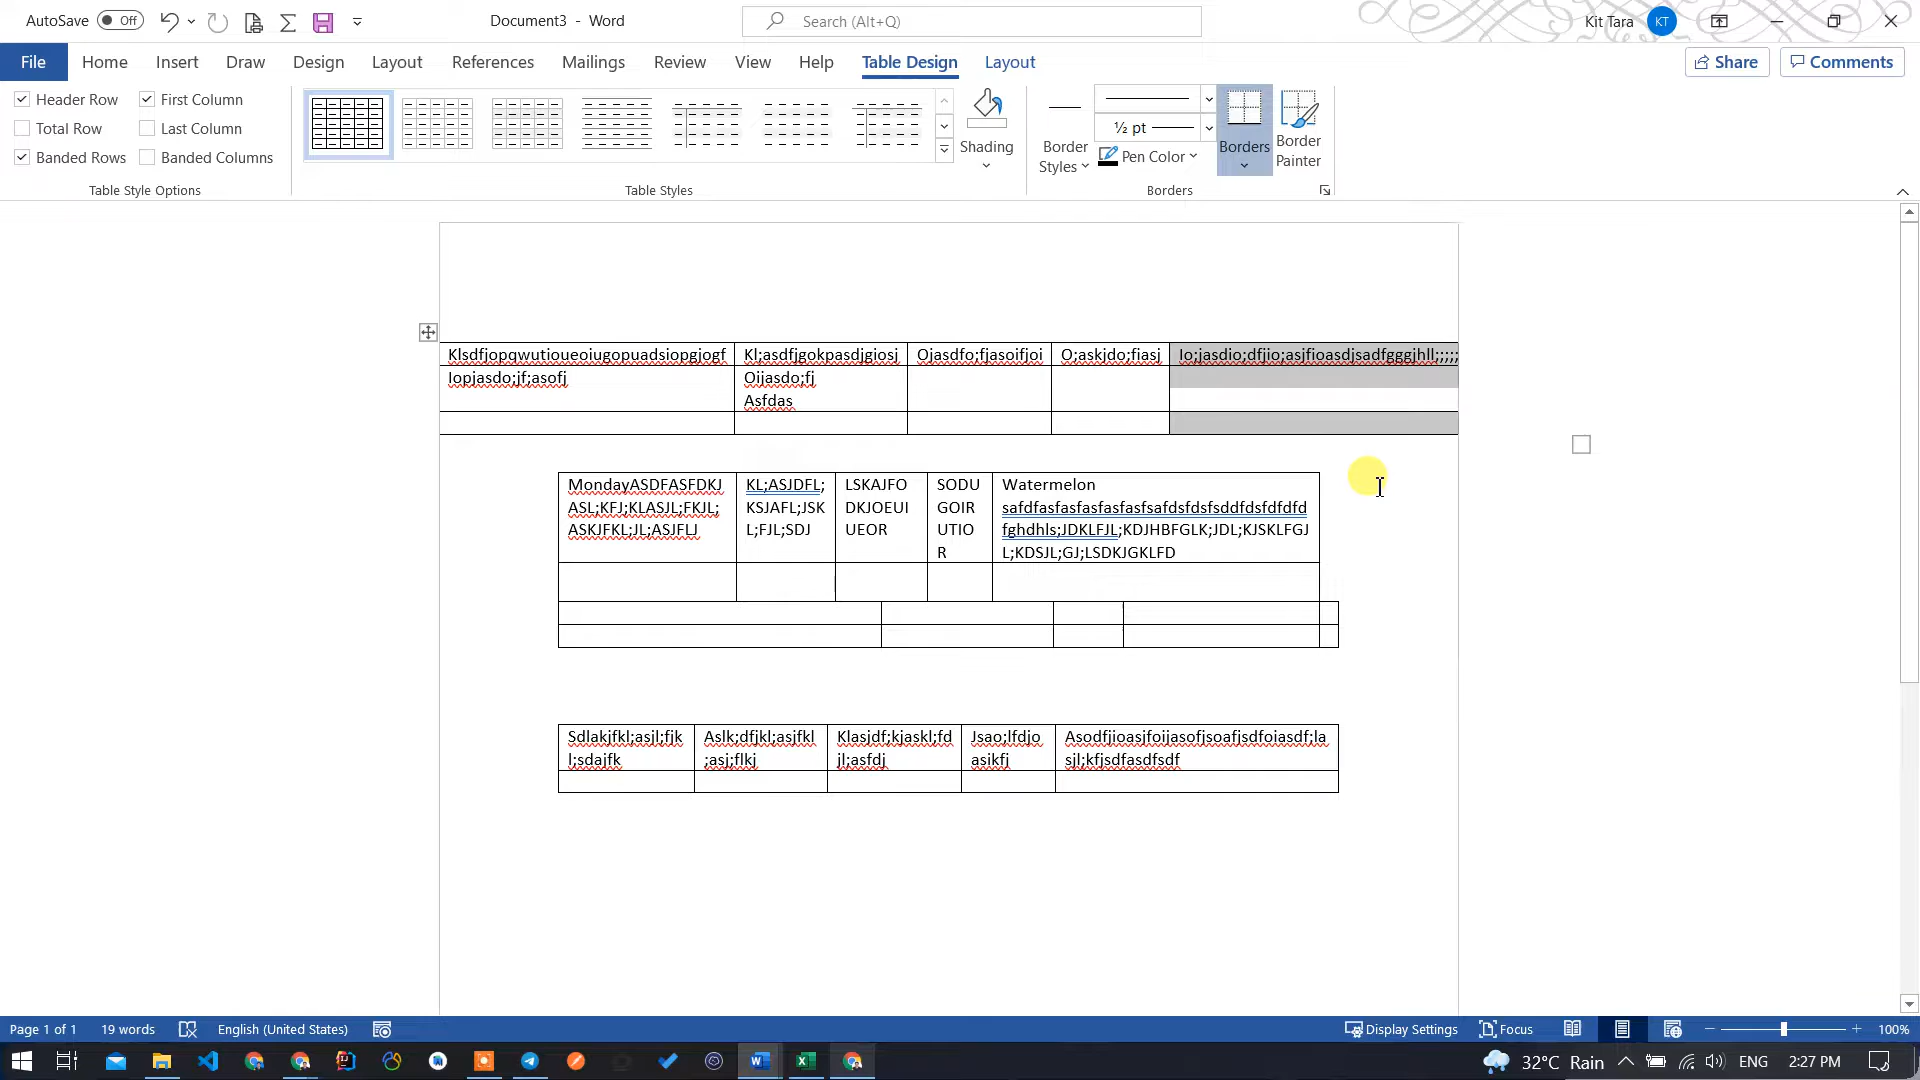 AutoSave Off Document3 - Word Search (Alt+Q) Kit Tara KT
File Home Insert Draw Design Layout References Mailings Review View Help Table Design Layout Share Comments
Header Row First Column
Total Row Last Column
Banded Rows Banded Columns
Table Style Options
Table Styles
Shading
Border Styles
½ pt
Pen Color
Borders
Border Painter
Borders
Klsdfjopqwutioueoiugopuadsiopgjogf Kl;asdfjgokpasdjgiosj Ojasdfo;fjasoifjoi O;askjdo;fiasj Io;jasdio;dfjio;asjfioasdjsadfgggjhll;;;;;
Iopjasdo;jf;asofj Oijasdo;fj
Asfdas
MondayASDFASFDKJ KL;ASJDFL; LSKAJFO SODU Watermelon
ASL;KFJ;KLASJL;FKJL; KSJAFL;JSK DKJOEUI GOIR safdfasfasfasfasfasfsafdsfdsfsddfdsfdfdfd
ASKJFKL;JL;ASJFLJ L;FJL;SDJ UEOR UTIO fghdhls;JDKLFJL;KDJHBFGLK;JDL;KJSKLFGJ
R L;KDSJL;GJ;LSDKJGKLFD
Sdlakjfkl;asjl;fjk Aslk;dfjkl;asjfkl Klasjdf;kjaskl;fd Jsao;lfdjo Asodfjioasjfoijasofjsoafjsdfoiasdf;la
l;sdajfk ;asj;flkj jl;asfdj asikfj sjl;kfjsdfasdfsdf
Page 1 of 1 19 words English (United States) Display Settings Focus 100%
32°C Rain ENG 2:27 PM